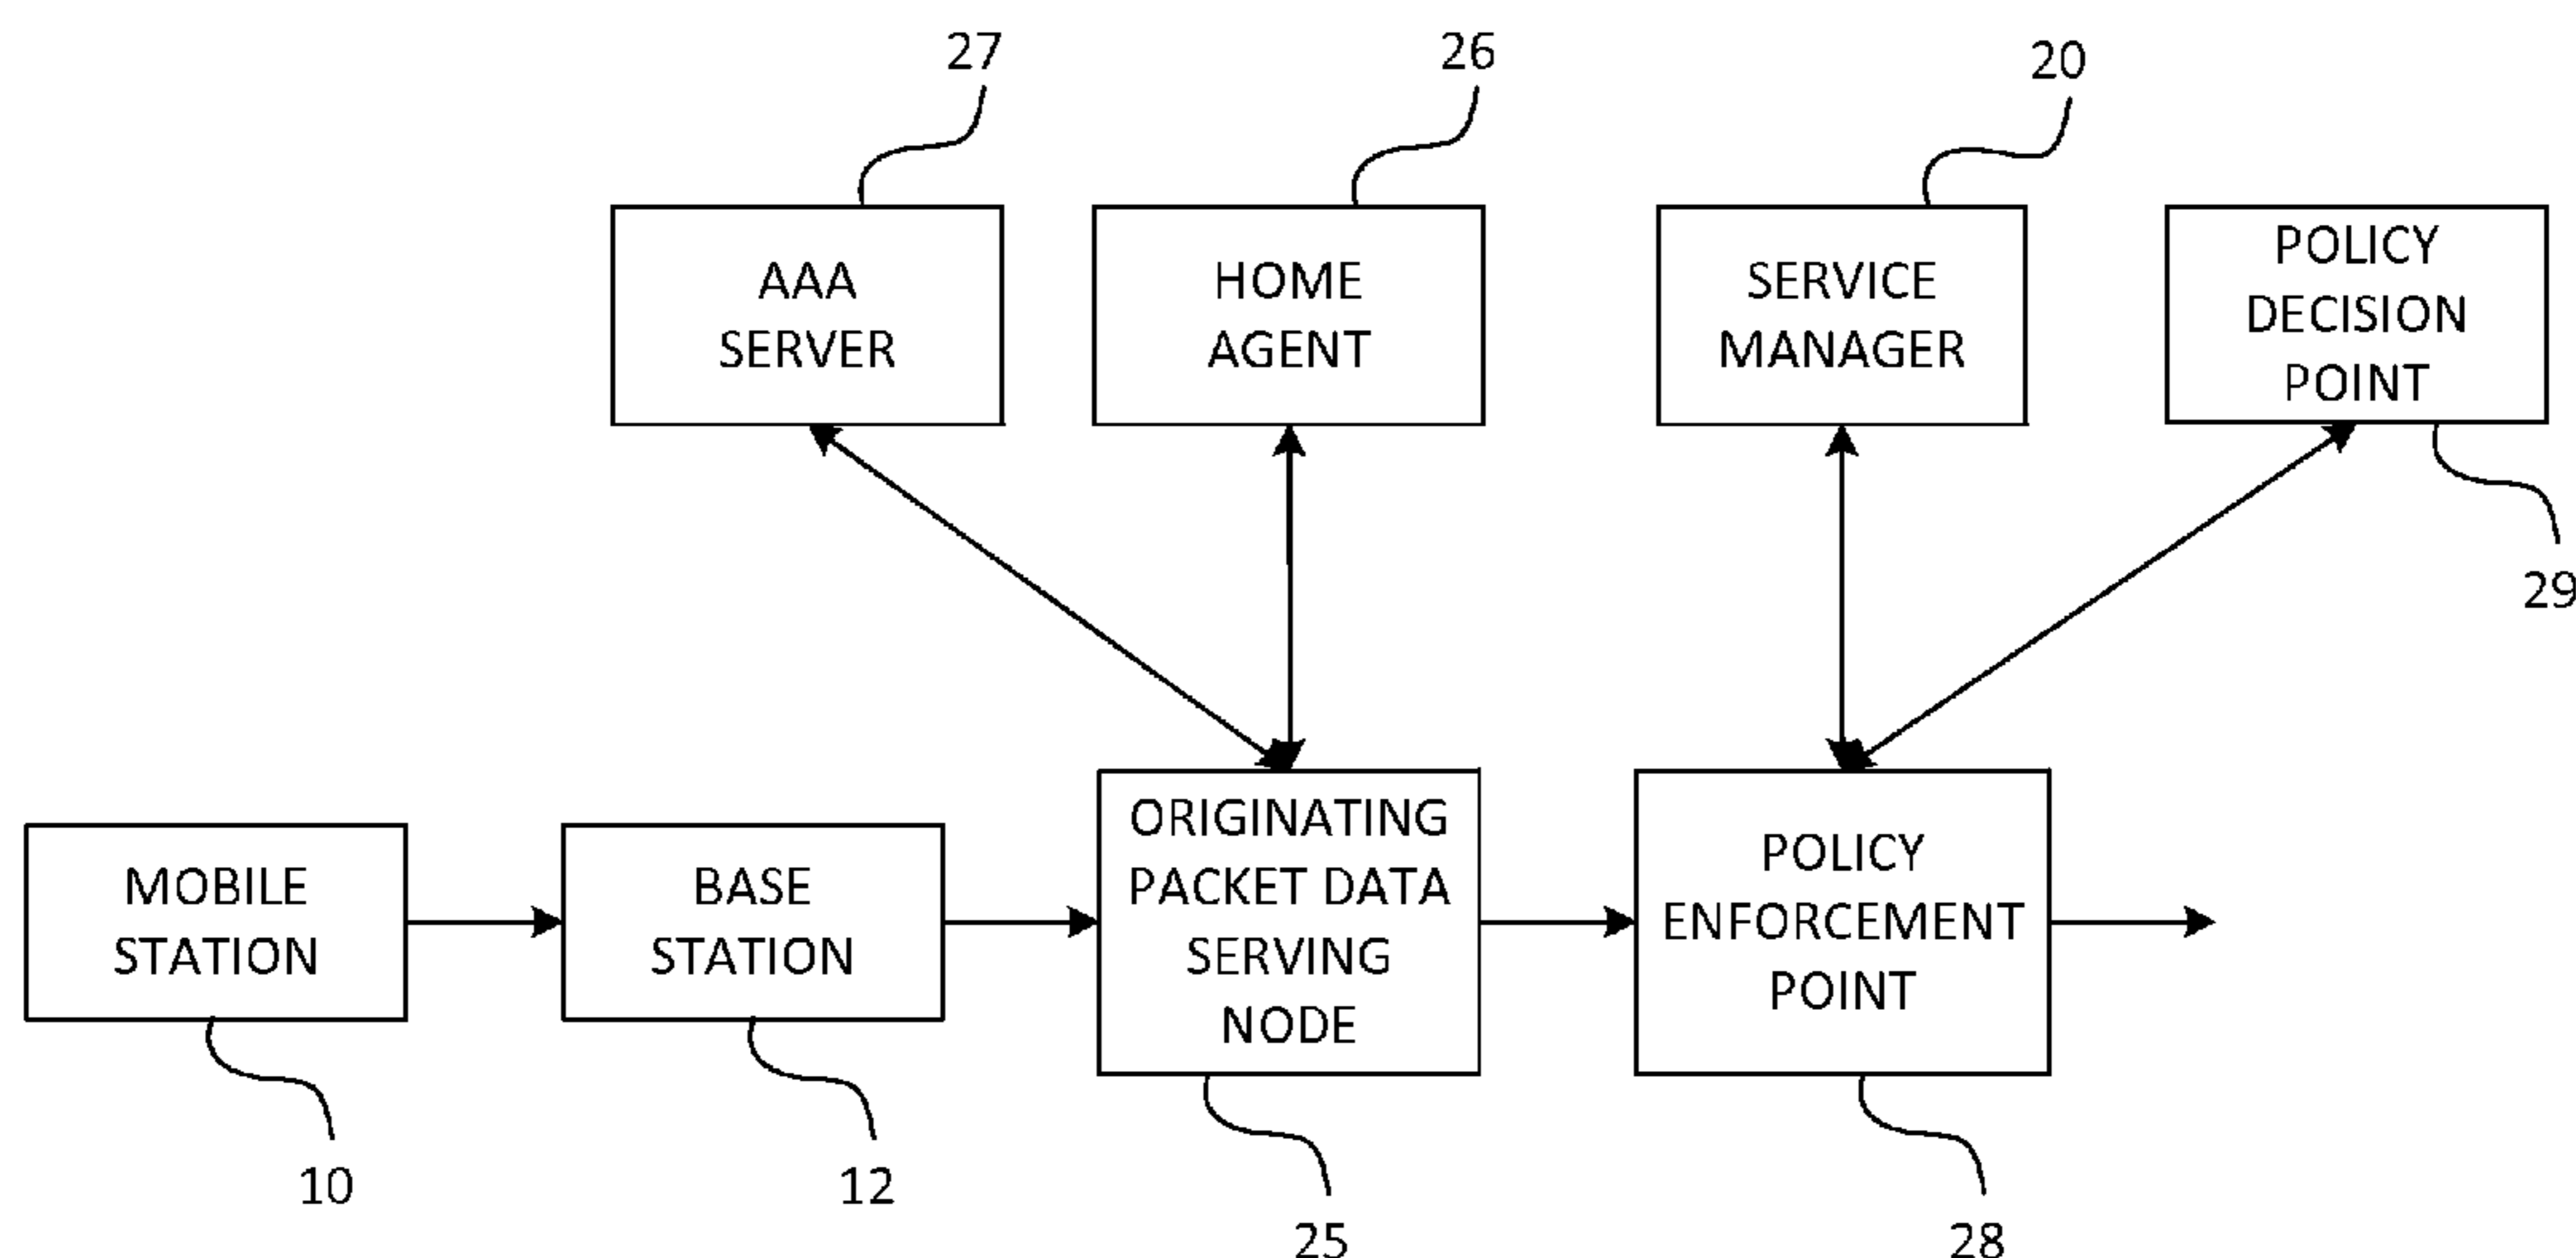 27
26
20
AAA
SERVER
HOME
AGENT
SERVICE
MANAGER
POLICY
DECISION
POINT
29
MOBILE
STATION
BASE
STATION
ORIGINATING
PACKET DATA
SERVING
NODE
POLICY
ENFORCEMENT
POINT
10
12
25
28